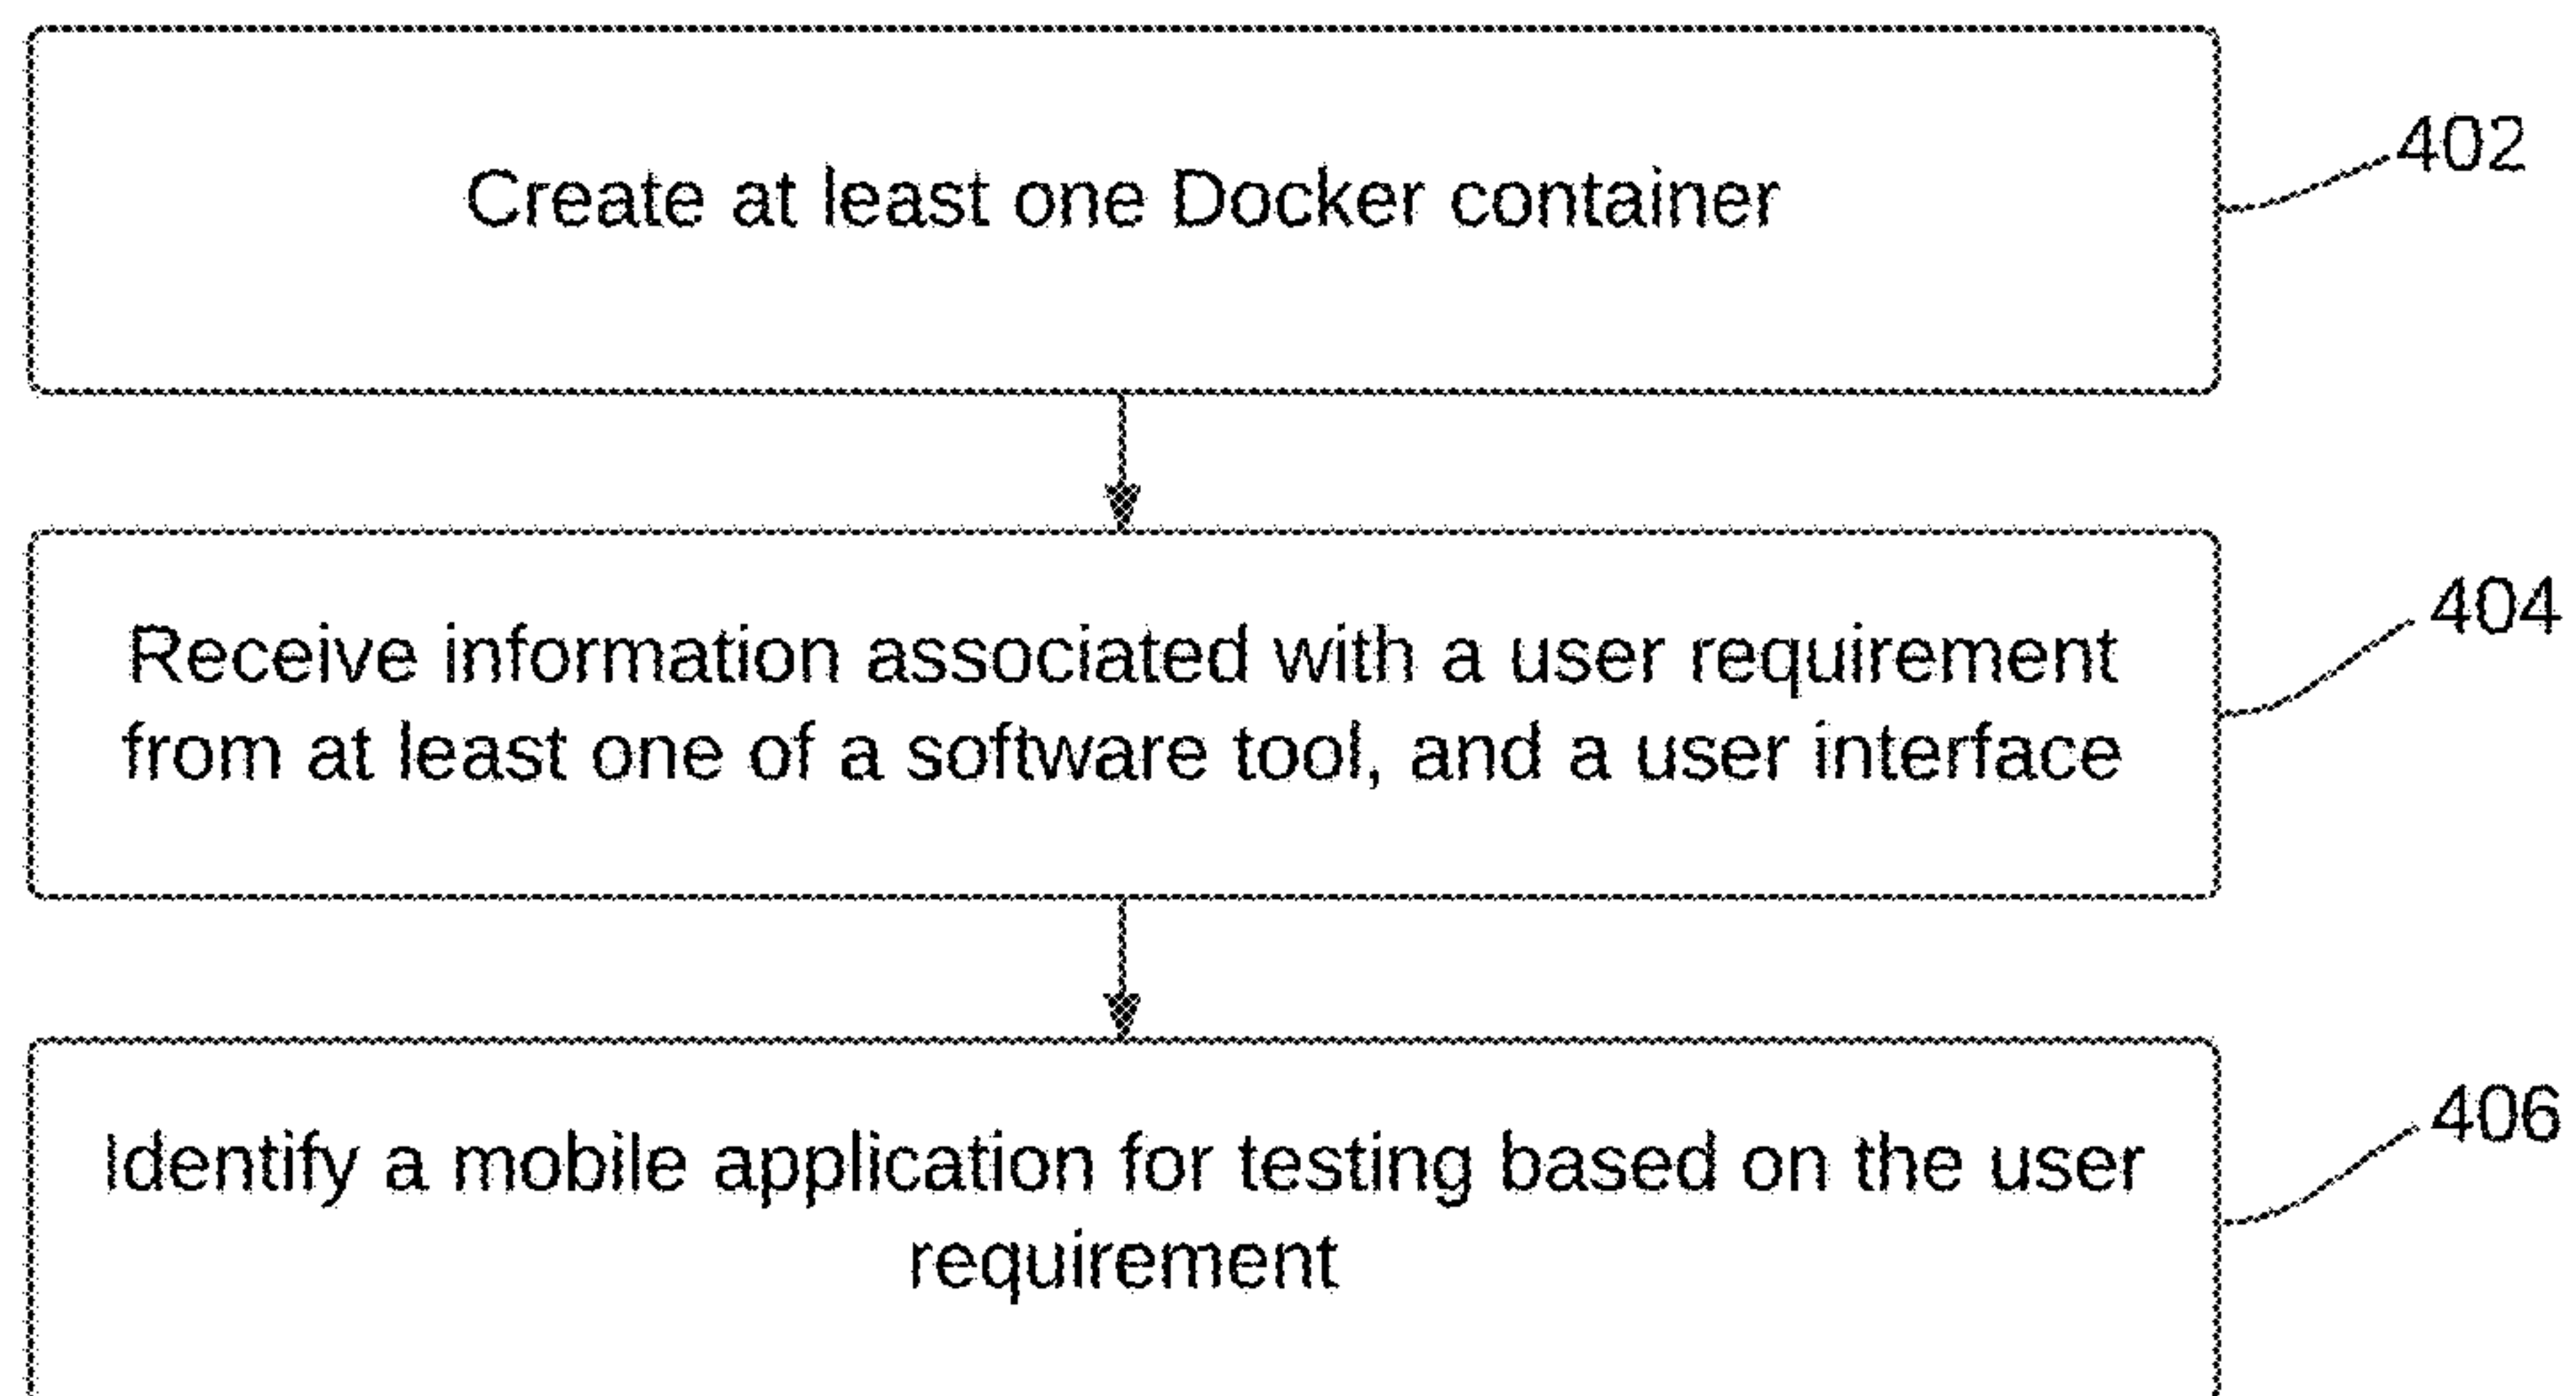 Create at least one Docker container
402
Receive information associated with a user requirement
from at least one of a software tool, and a user interface
404
Identify a mobile application for testing based on the user
requirement
406